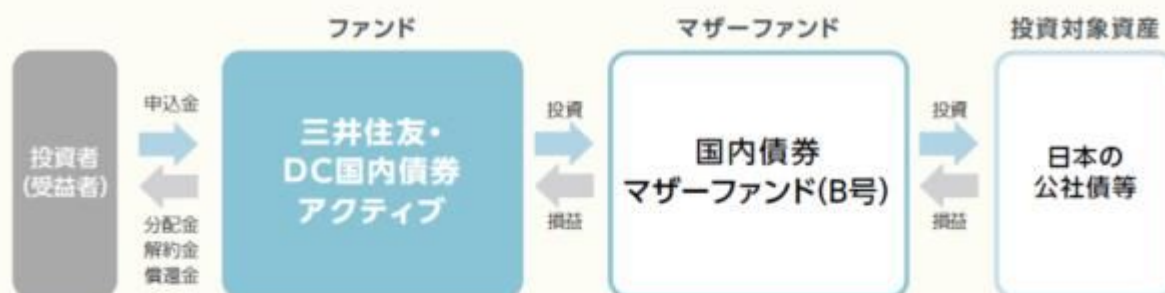 ファンド
マザーファンド
投資対象資産
投資者
(受益者)
申込金
分配金
解約金
償還金
三井住友・
DC国内債券
アクティブ
投資
損益
国内債券
マザーファンド(B号)
投資
損益
日本の
公社債等